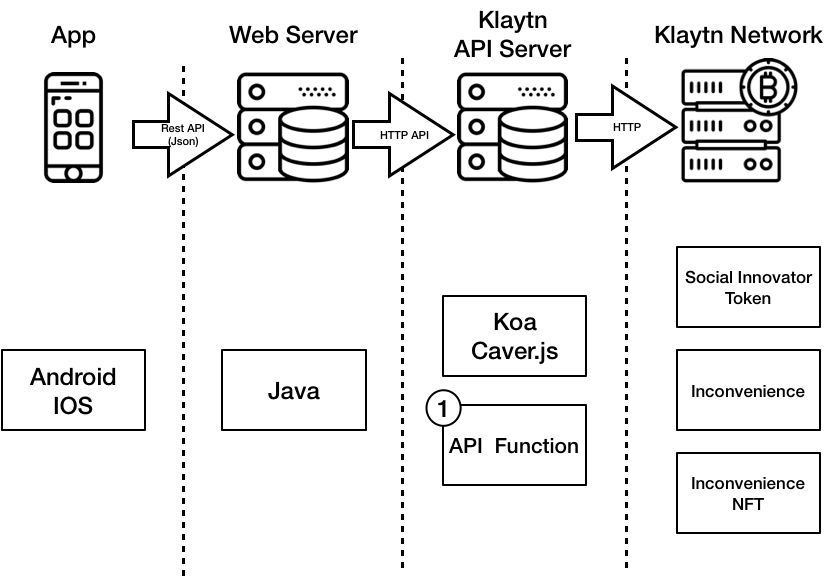 App
Web Server
Klaytn
API Server
Klaytn Network
Rest API
(Json)
HTTP API
HTTP
B
Android
IOS
Java
Koa
Caver.js
1
API Function
Social Innovator
Token
Inconvenience
Inconvenience
NFT